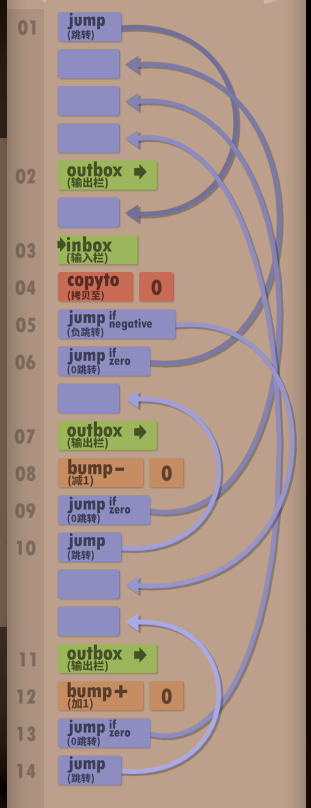 01 jump
(跳转)
02 outbox
(输出栏)
03 inbox
(输入栏)
04 copyto 0
(拷贝至)
05 jump if negative
(负跳转)
06 jump if zero
(0跳转)
07 outbox
(输出栏)
08 bump- 0
(减1)
09 jump if zero
(0跳转)
10 jump
(跳转)
11 outbox
(输出栏)
12 bump+ 0
(加1)
13 jump if zero
(0跳转)
14 jump
(跳转)